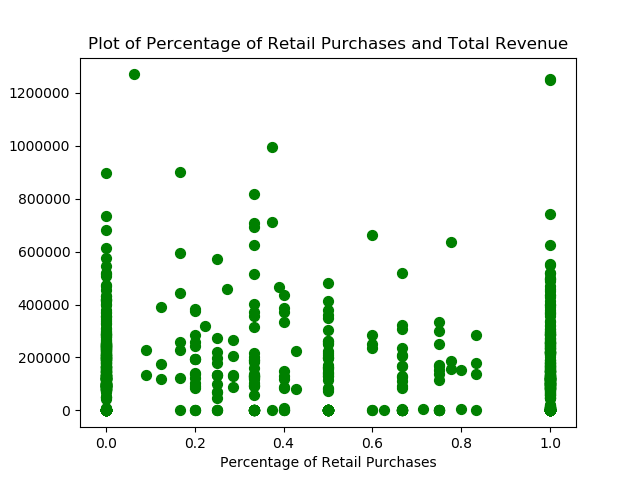 Plot of Percentage of Retail Purchases and Total Revenue
1200000
1000000
800000
600000
400000
200000
0
0.0 0.2 0.4 0.6 0.8 1.0
Percentage of Retail Purchases